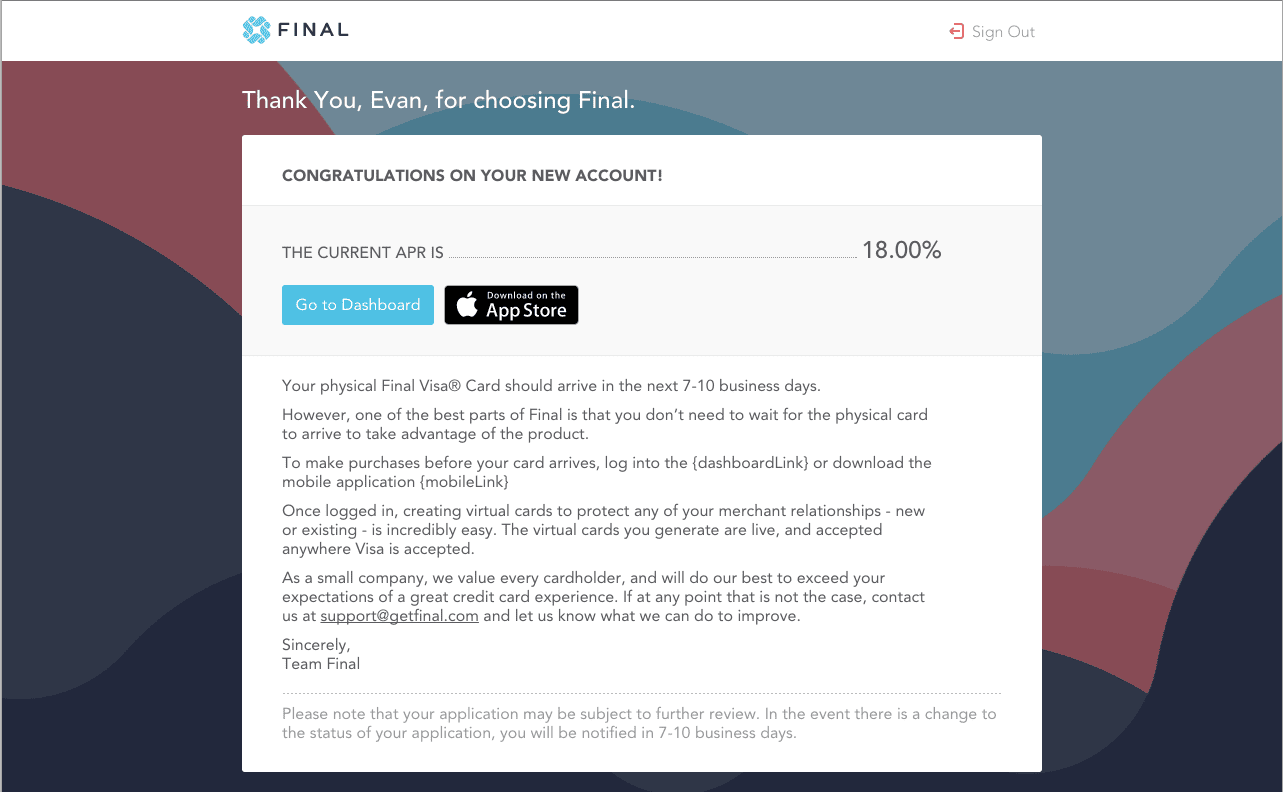 FINAL
Sign Out
Thank You, Evan, for choosing Final.
CONGRATULATIONS ON YOUR NEW ACCOUNT!
THE CURRENT APR IS 18.00%
Go to Dashboard
Download on the
App Store
Your physical Final Visa® Card should arrive in the next 7-10 business days.
However, one of the best parts of Final is that you don’t need to wait for the physical card
to arrive to take advantage of the product.
To make purchases before your card arrives, log into the {dashboardLink} or download the
mobile application {mobileLink}
Once logged in, creating virtual cards to protect any of your merchant relationships - new
or existing - is incredibly easy. The virtual cards you generate are live, and accepted
anywhere Visa is accepted.
As a small company, we value every cardholder, and will do our best to exceed your
expectations of a great credit card experience. If at any point that is not the case, contact
us at support@getfinal.com and let us know what we can do to improve.
Sincerely,
Team Final
Please note that your application may be subject to further review. In the event there is a change to
the status of your application, you will be notified in 7-10 business days.